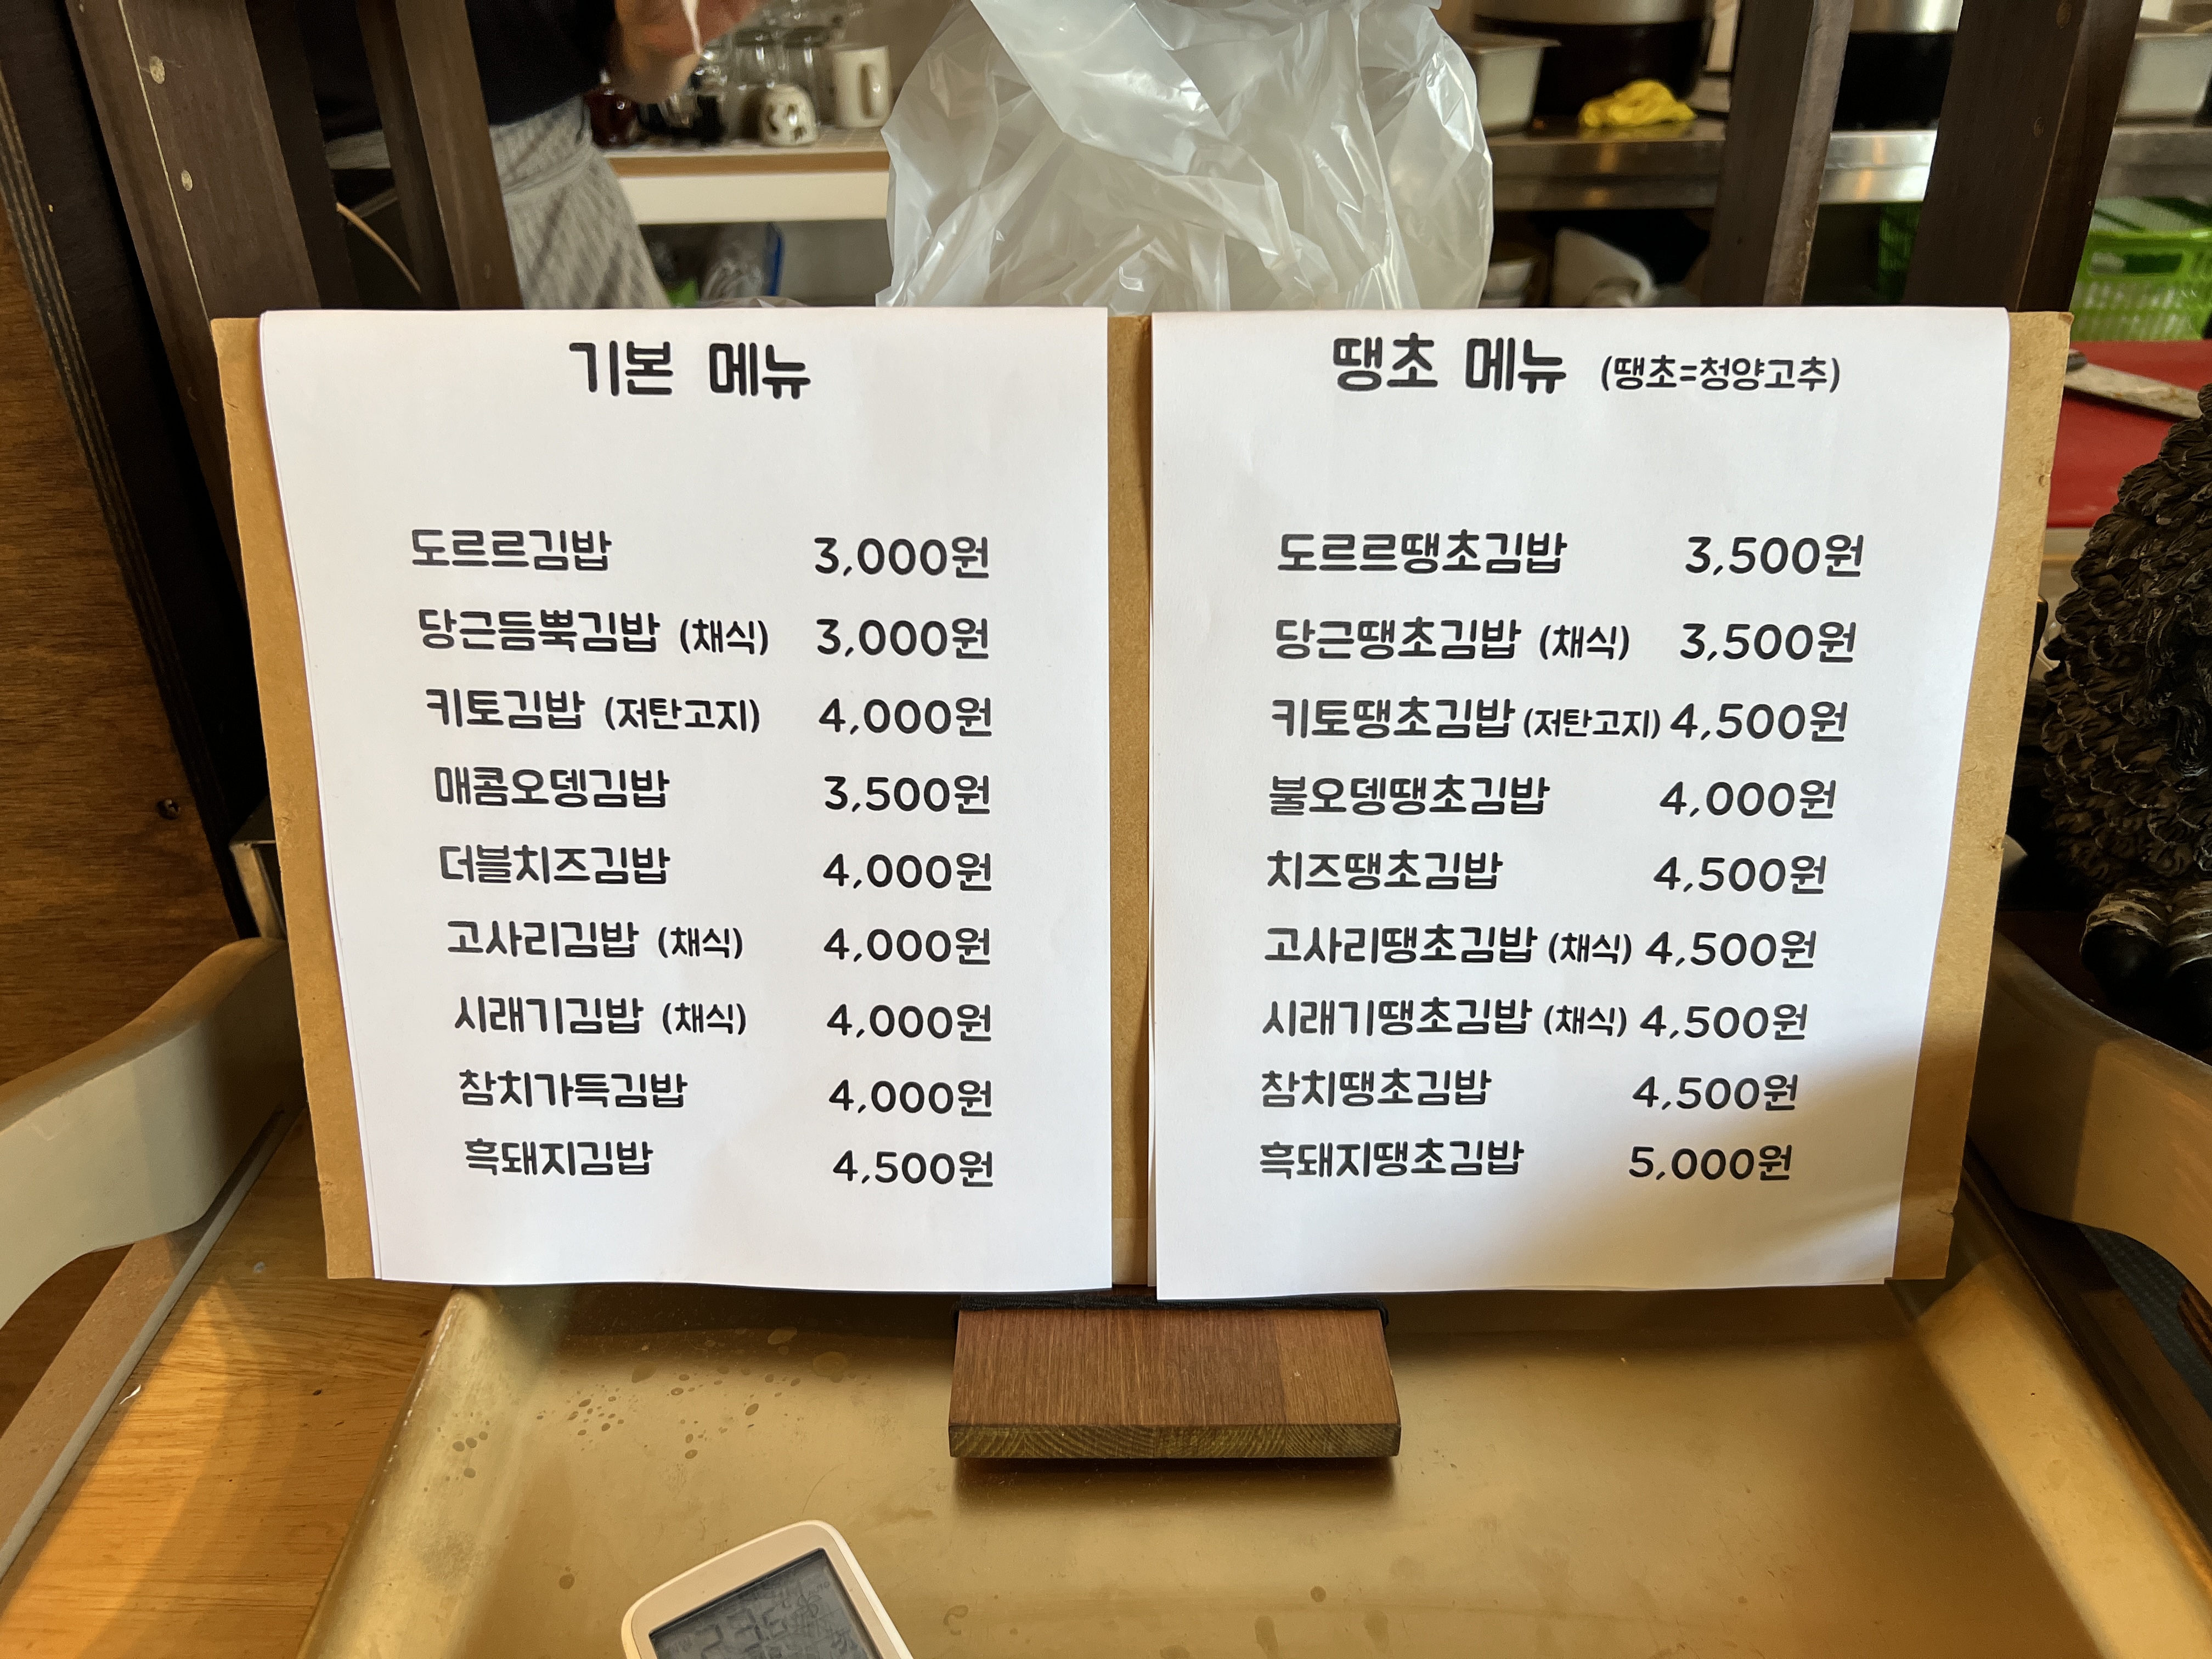 기본 메뉴
도르르김밥 3,000원
당근듬뿍김밥 (채식) 3,000원
키토김밥 (저탄고지) 4,000원
매콤오뎅김밥 3,500원
더블치즈김밥 4,000원
고사리김밥 (채식) 4,000원
시래기김밥 (채식) 4,000원
참치가득김밥 4,000원
흑돼지김밥 4,500원
땡초 메뉴 (땡초=청양고추)
도르르땡초김밥 3,500원
당근땡초김밥 (채식) 3,500원
키토땡초김밥 (저탄고지) 4,500원
불오뎅땡초김밥 4,000원
치즈땡초김밥 4,500원
고사리땡초김밥 (채식) 4,500원
시래기땡초김밥 (채식) 4,500원
참치땡초김밥 4,500원
흑돼지땡초김밥 5,000원